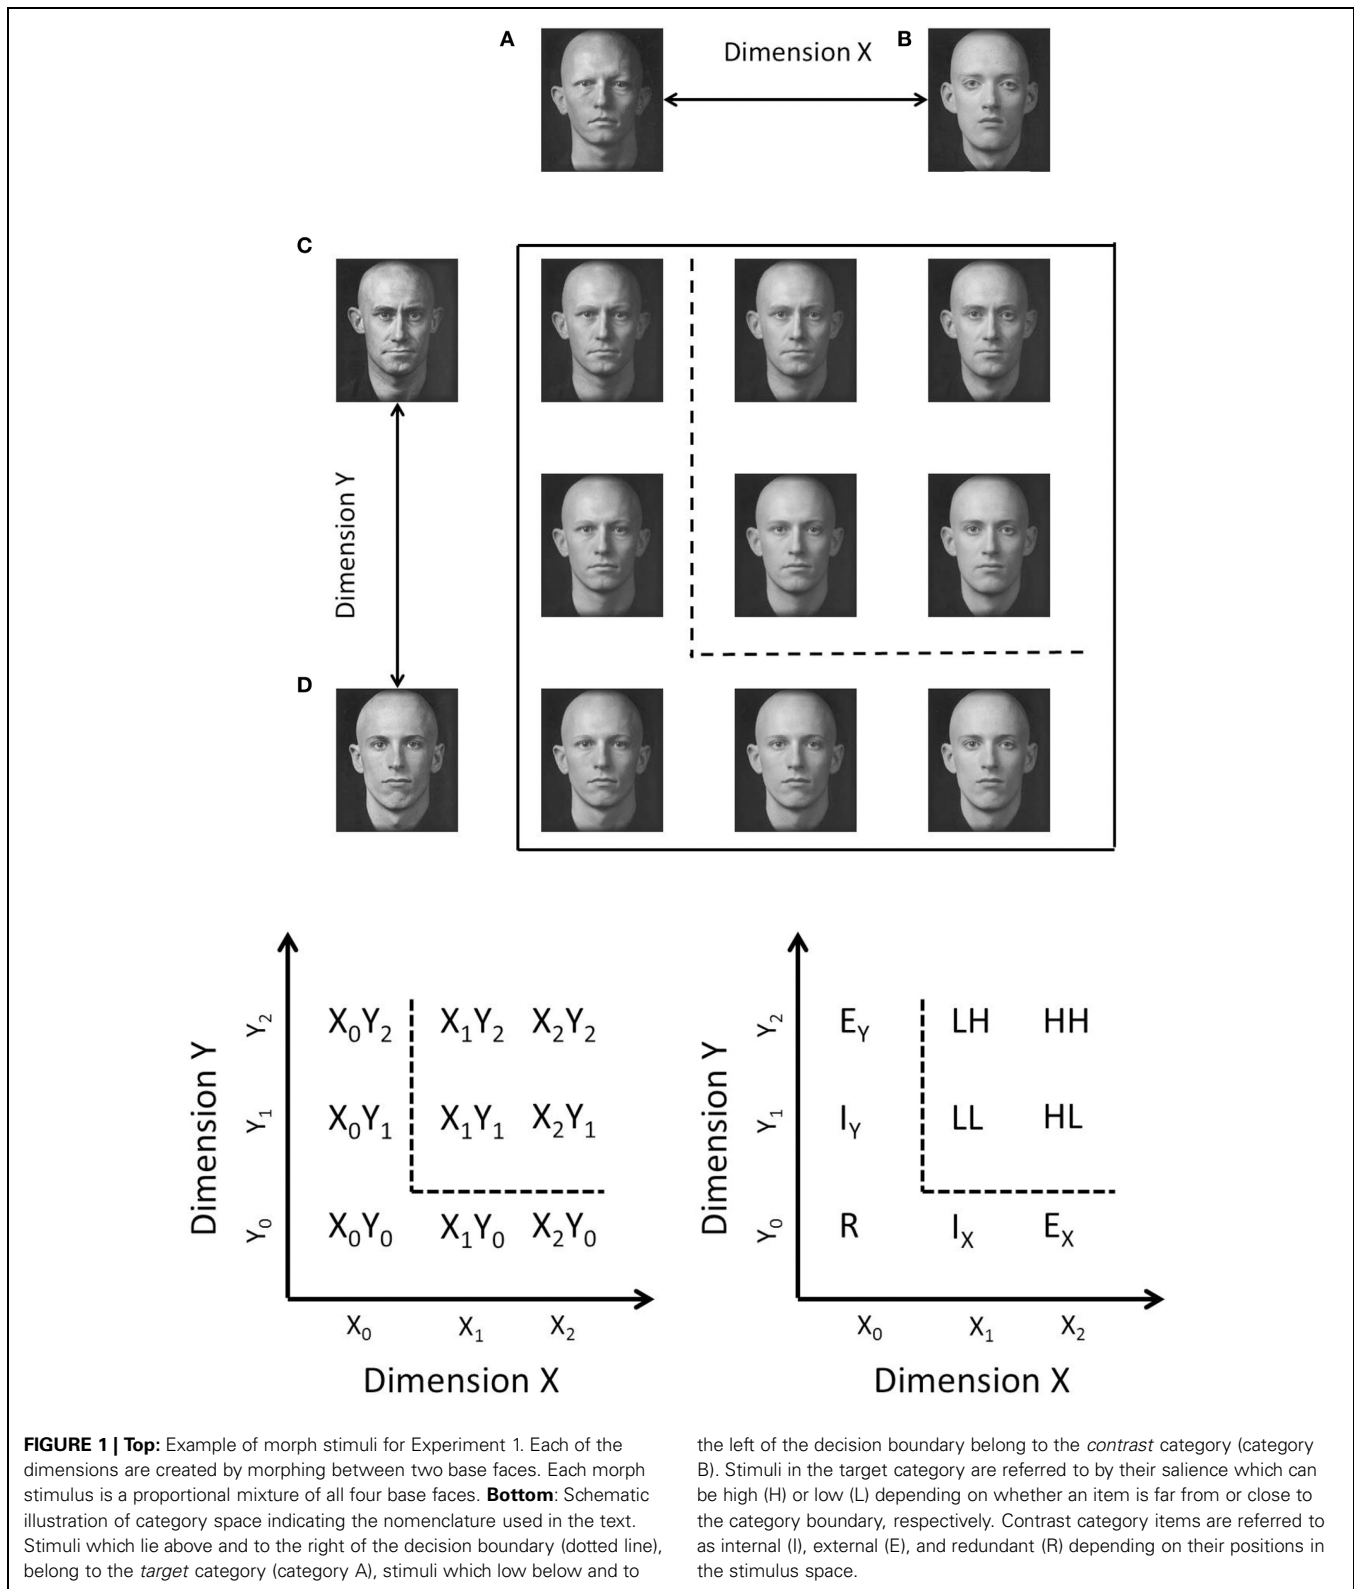 A
Dimension X
B
C
Dimension Y
D
Dimension Y
Y₂
X₀Y₂
X₁Y₂
X₂Y₂
Y₁
X₀Y₁
X₁Y₁
X₂Y₁
Y₀
X₀Y₀
X₁Y₀
X₂Y₀
X₀
X₁
X₂
Dimension X
Dimension Y
Y₂
E_Y
LH
HH
Y₁
I_Y
LL
HL
Y₀
R
I_X
E_X
X₀
X₁
X₂
Dimension X
FIGURE 1 | Top: Example of morph stimuli for Experiment 1. Each of the
dimensions are created by morphing between two base faces. Each morph
stimulus is a proportional mixture of all four base faces. Bottom: Schematic
illustration of category space indicating the nomenclature used in the text.
Stimuli which lie above and to the right of the decision boundary (dotted line),
belong to the target category (category A), stimuli which low below and to
the left of the decision boundary belong to the contrast category (category
B). Stimuli in the target category are referred to by their salience which can
be high (H) or low (L) depending on whether an item is far from or close to
the category boundary, respectively. Contrast category items are referred to
as internal (I), external (E), and redundant (R) depending on their positions in
the stimulus space.